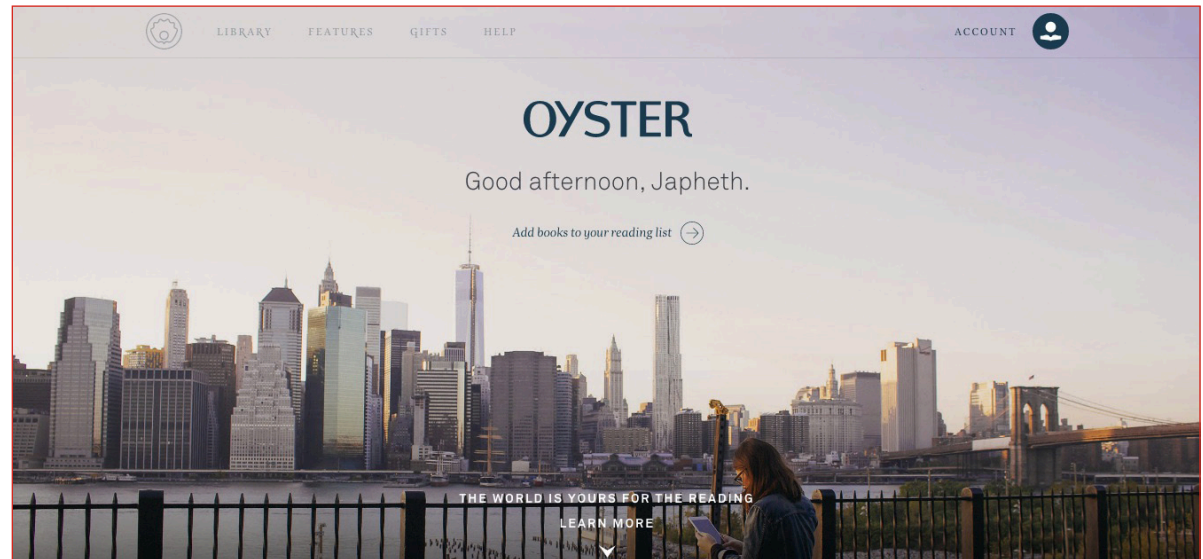 LIBRARY FEATURES GIFTS HELP ACCOUNT
OYSTER
Good afternoon, Japheth.
Add books to your reading list
THE WORLD IS YOURS FOR THE READING
LEARN MORE